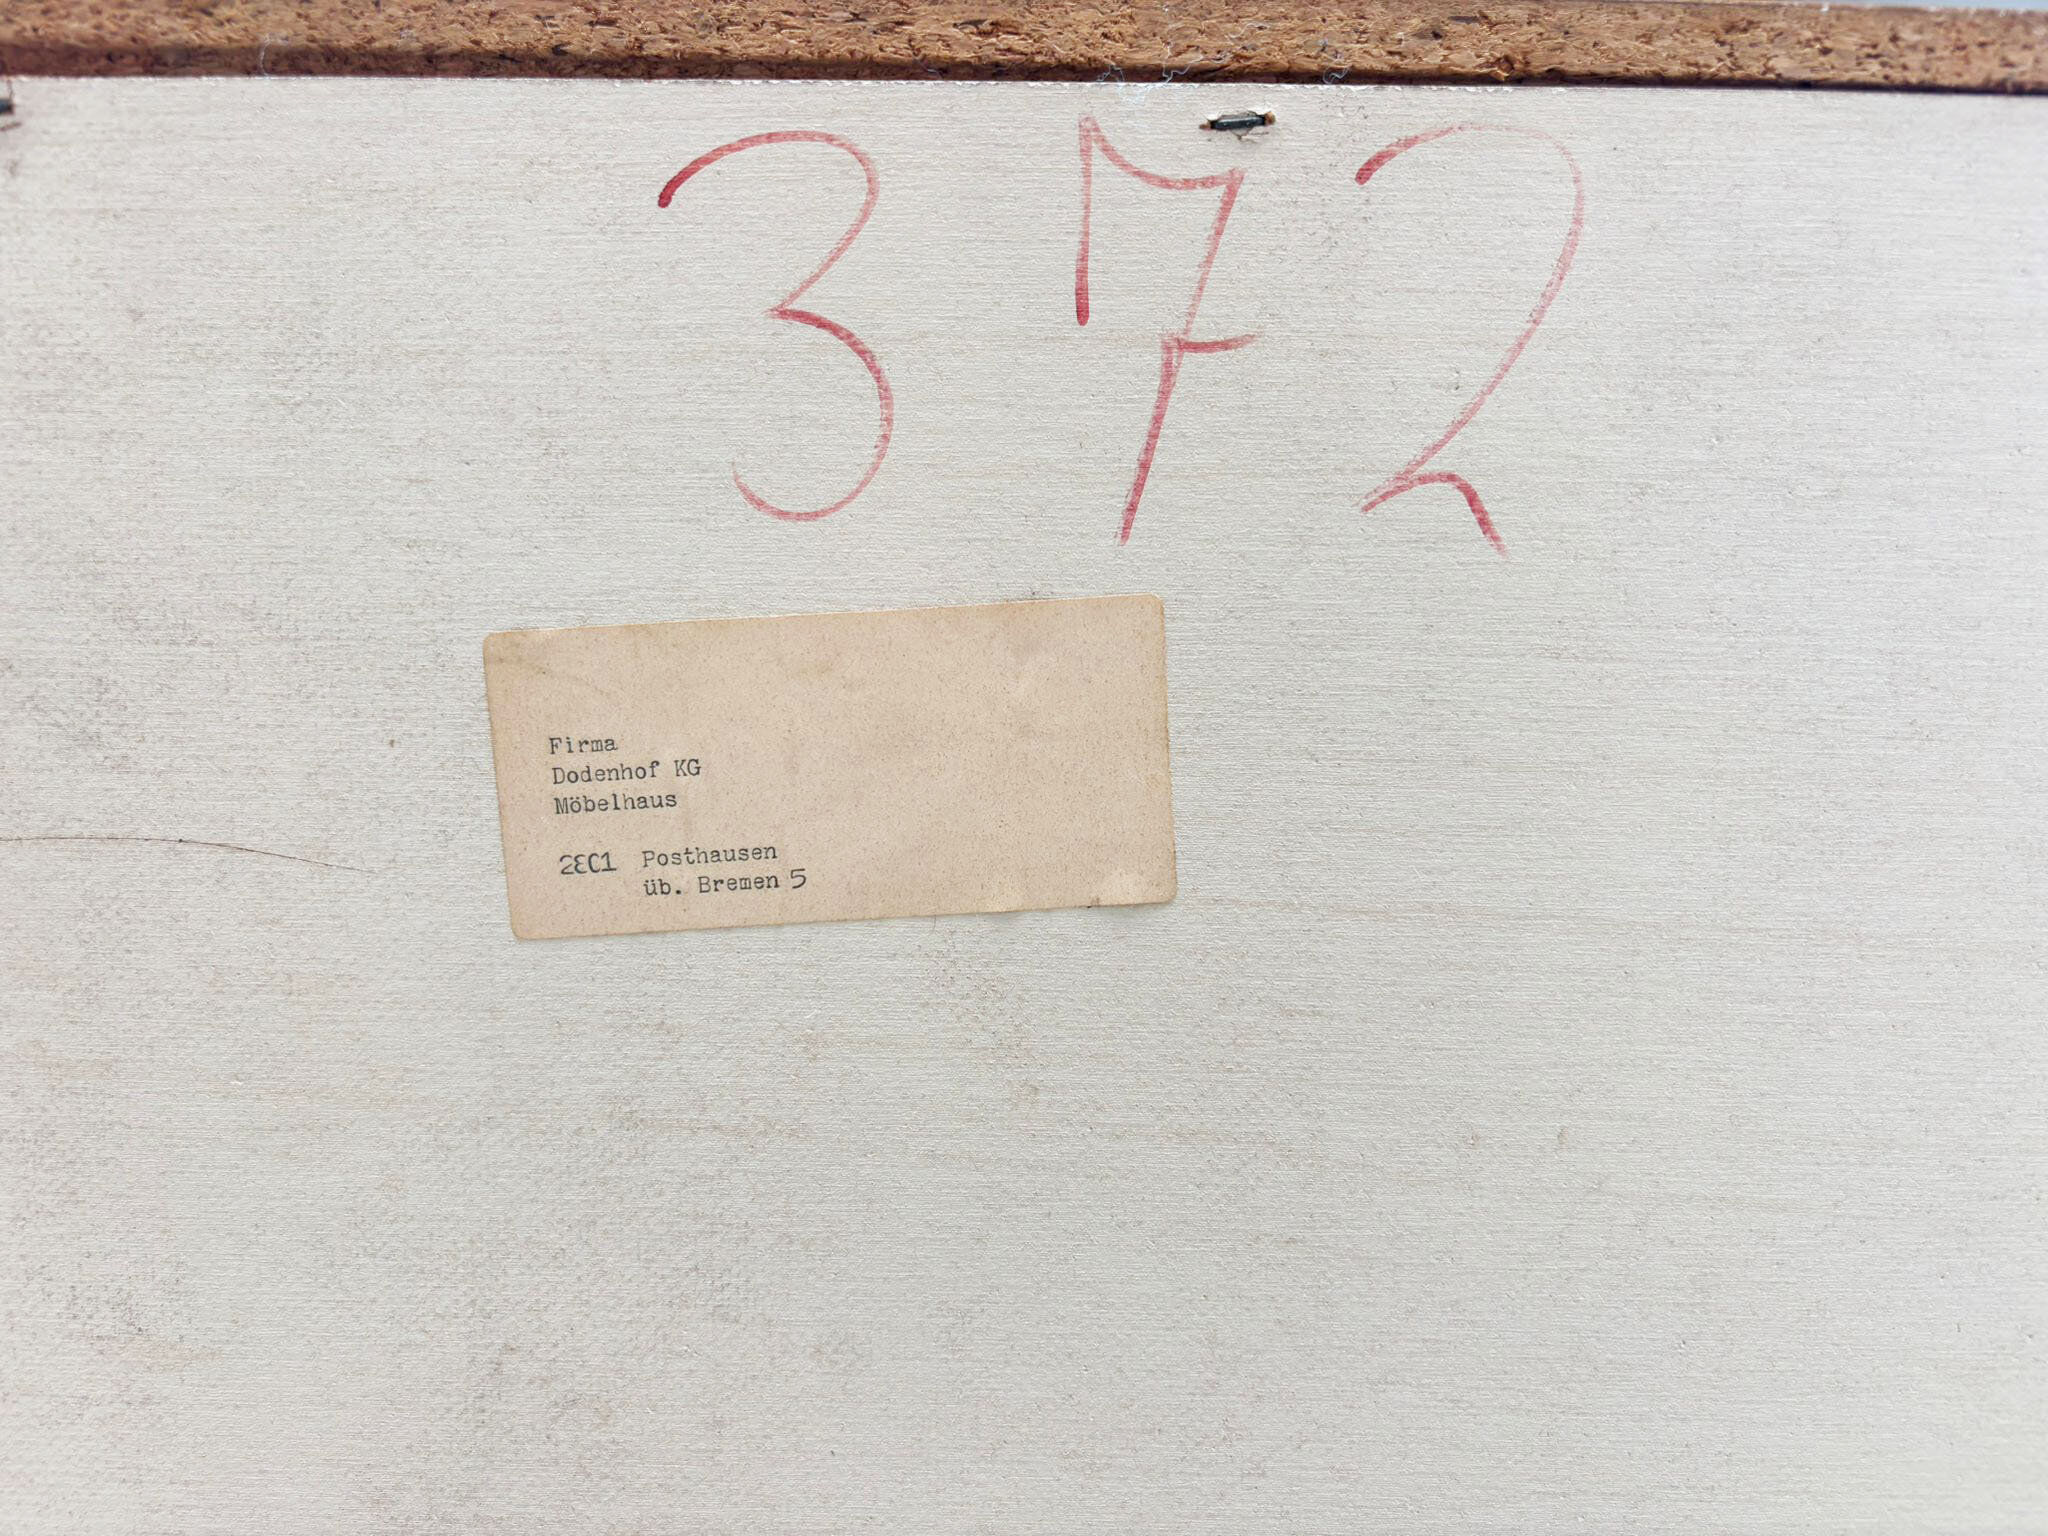 372
Firma
Dodenhof KG
Möbelhaus
2801 Posthausen
üb. Bremen 5